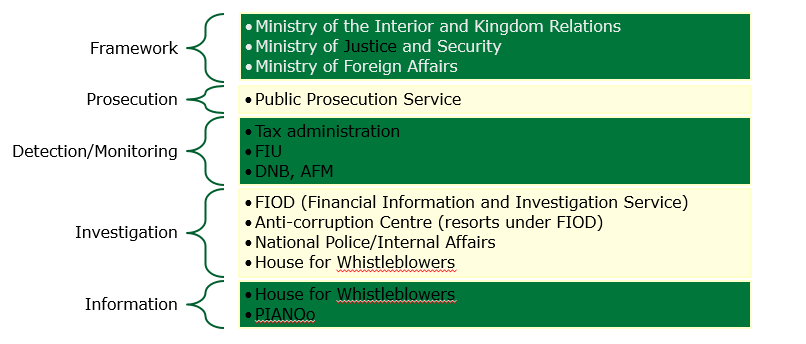 Framework
• Ministry of the Interior and Kingdom Relations
• Ministry of Justice and Security
• Ministry of Foreign Affairs
Prosecution
• Public Prosecution Service
Detection/Monitoring
• Tax administration
• FIU
• DNB, AFM
Investigation
• FIOD (Financial Information and Investigation Service)
• Anti-corruption Centre (resorts under FIOD)
• National Police/Internal Affairs
• House for Whistleblowers
Information
• House for Whistleblowers
• PIANOo